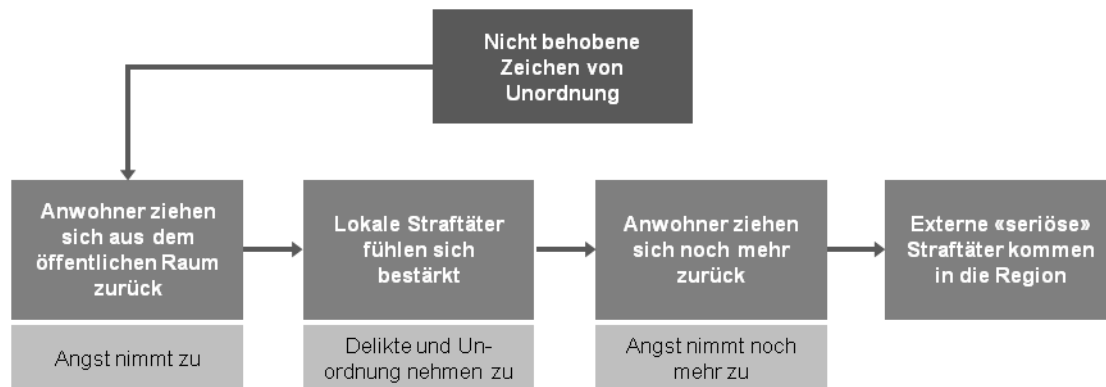 Nicht behobene
Zeichen von
Unordnung
Anwohner ziehen
sich aus dem
öffentlichen Raum
zurück
Lokale Straftäter
fühlen sich
bestärkt
Anwohner ziehen
sich noch mehr
zurück
Externe «seriöse»
Straftäter kommen
in die Region
Angst nimmt zu
Delikte und Un-
ordnung nehmen zu
Angst nimmt noch
mehr zu